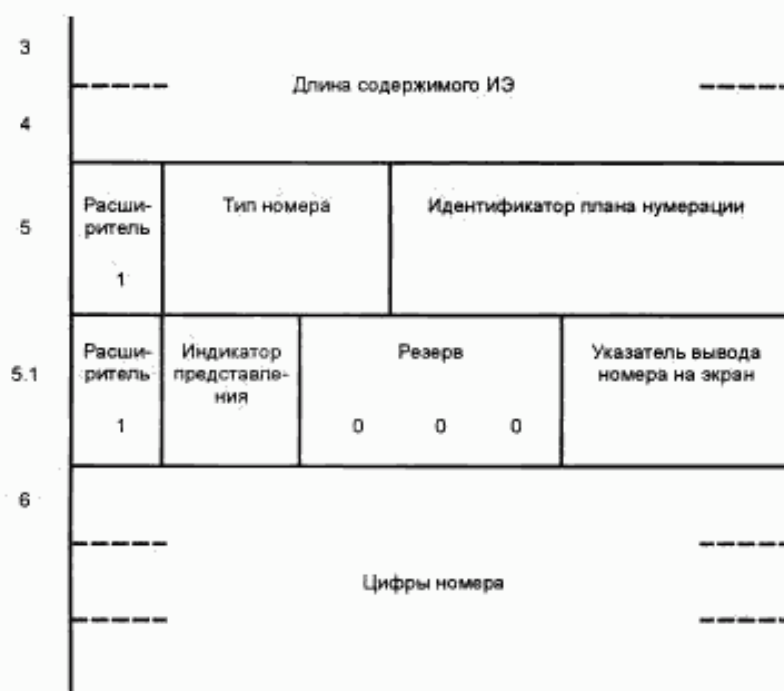 3
Длина содержимого ИЭ
4
5
Расши-
ритель
1
Тип номера
Идентификатор плана нумерации
5.1
Расши-
ритель
1
Индикатор
представле-
ния
Резерв
0 0 0
Указатель вывода
номера на экран
6
Цифры номера